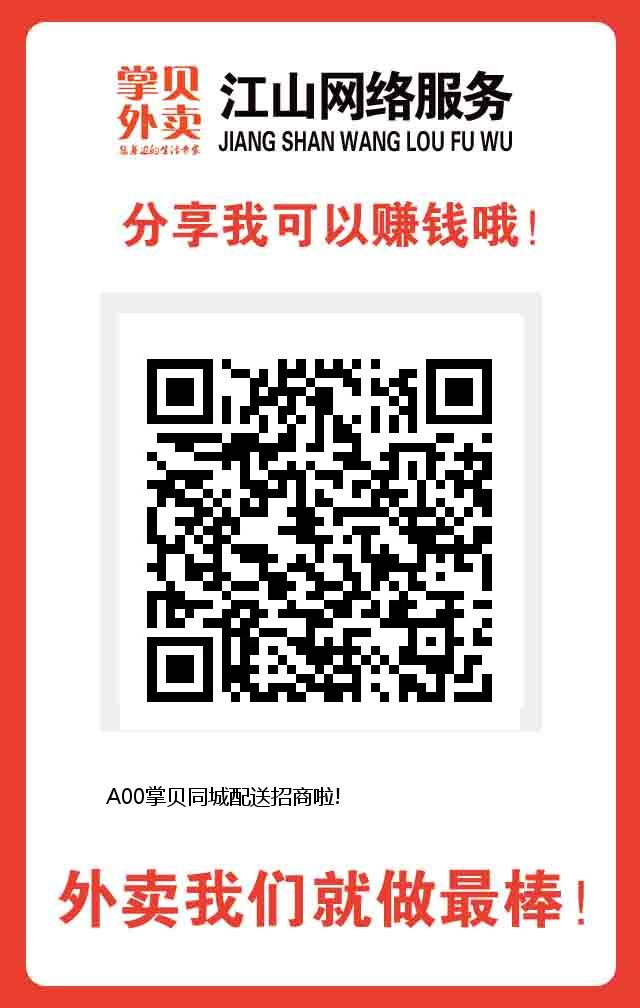 掌贝
外卖
江山网络服务
JIANG SHAN WANG LOU FU WU
分享我可以赚钱哦!
A00掌贝同城配送招商啦!
外卖我们就做最棒!